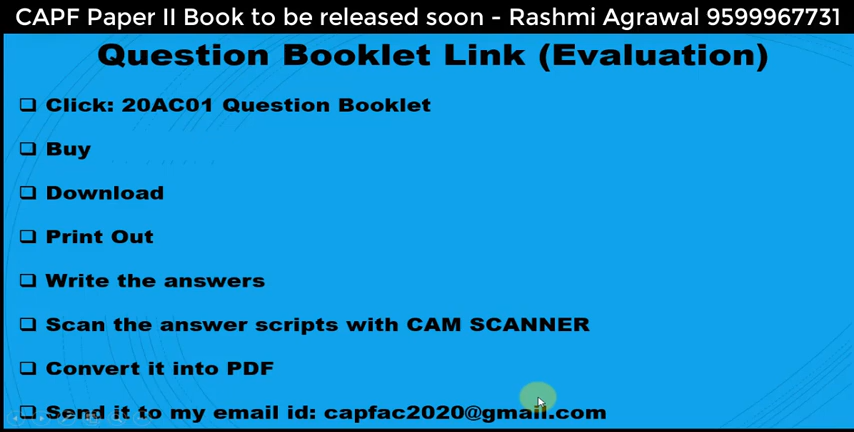 CAPF Paper II Book to be released soon - Rashmi Agrawal 9599967731
Question Booklet Link (Evaluation)
Click: 20AC01 Question Booklet
Buy
Download
Print Out
Write the answers
Scan the answer scripts with CAM SCANNER
Convert it into PDF
Send it to my email id: capfac2020@gmail.com